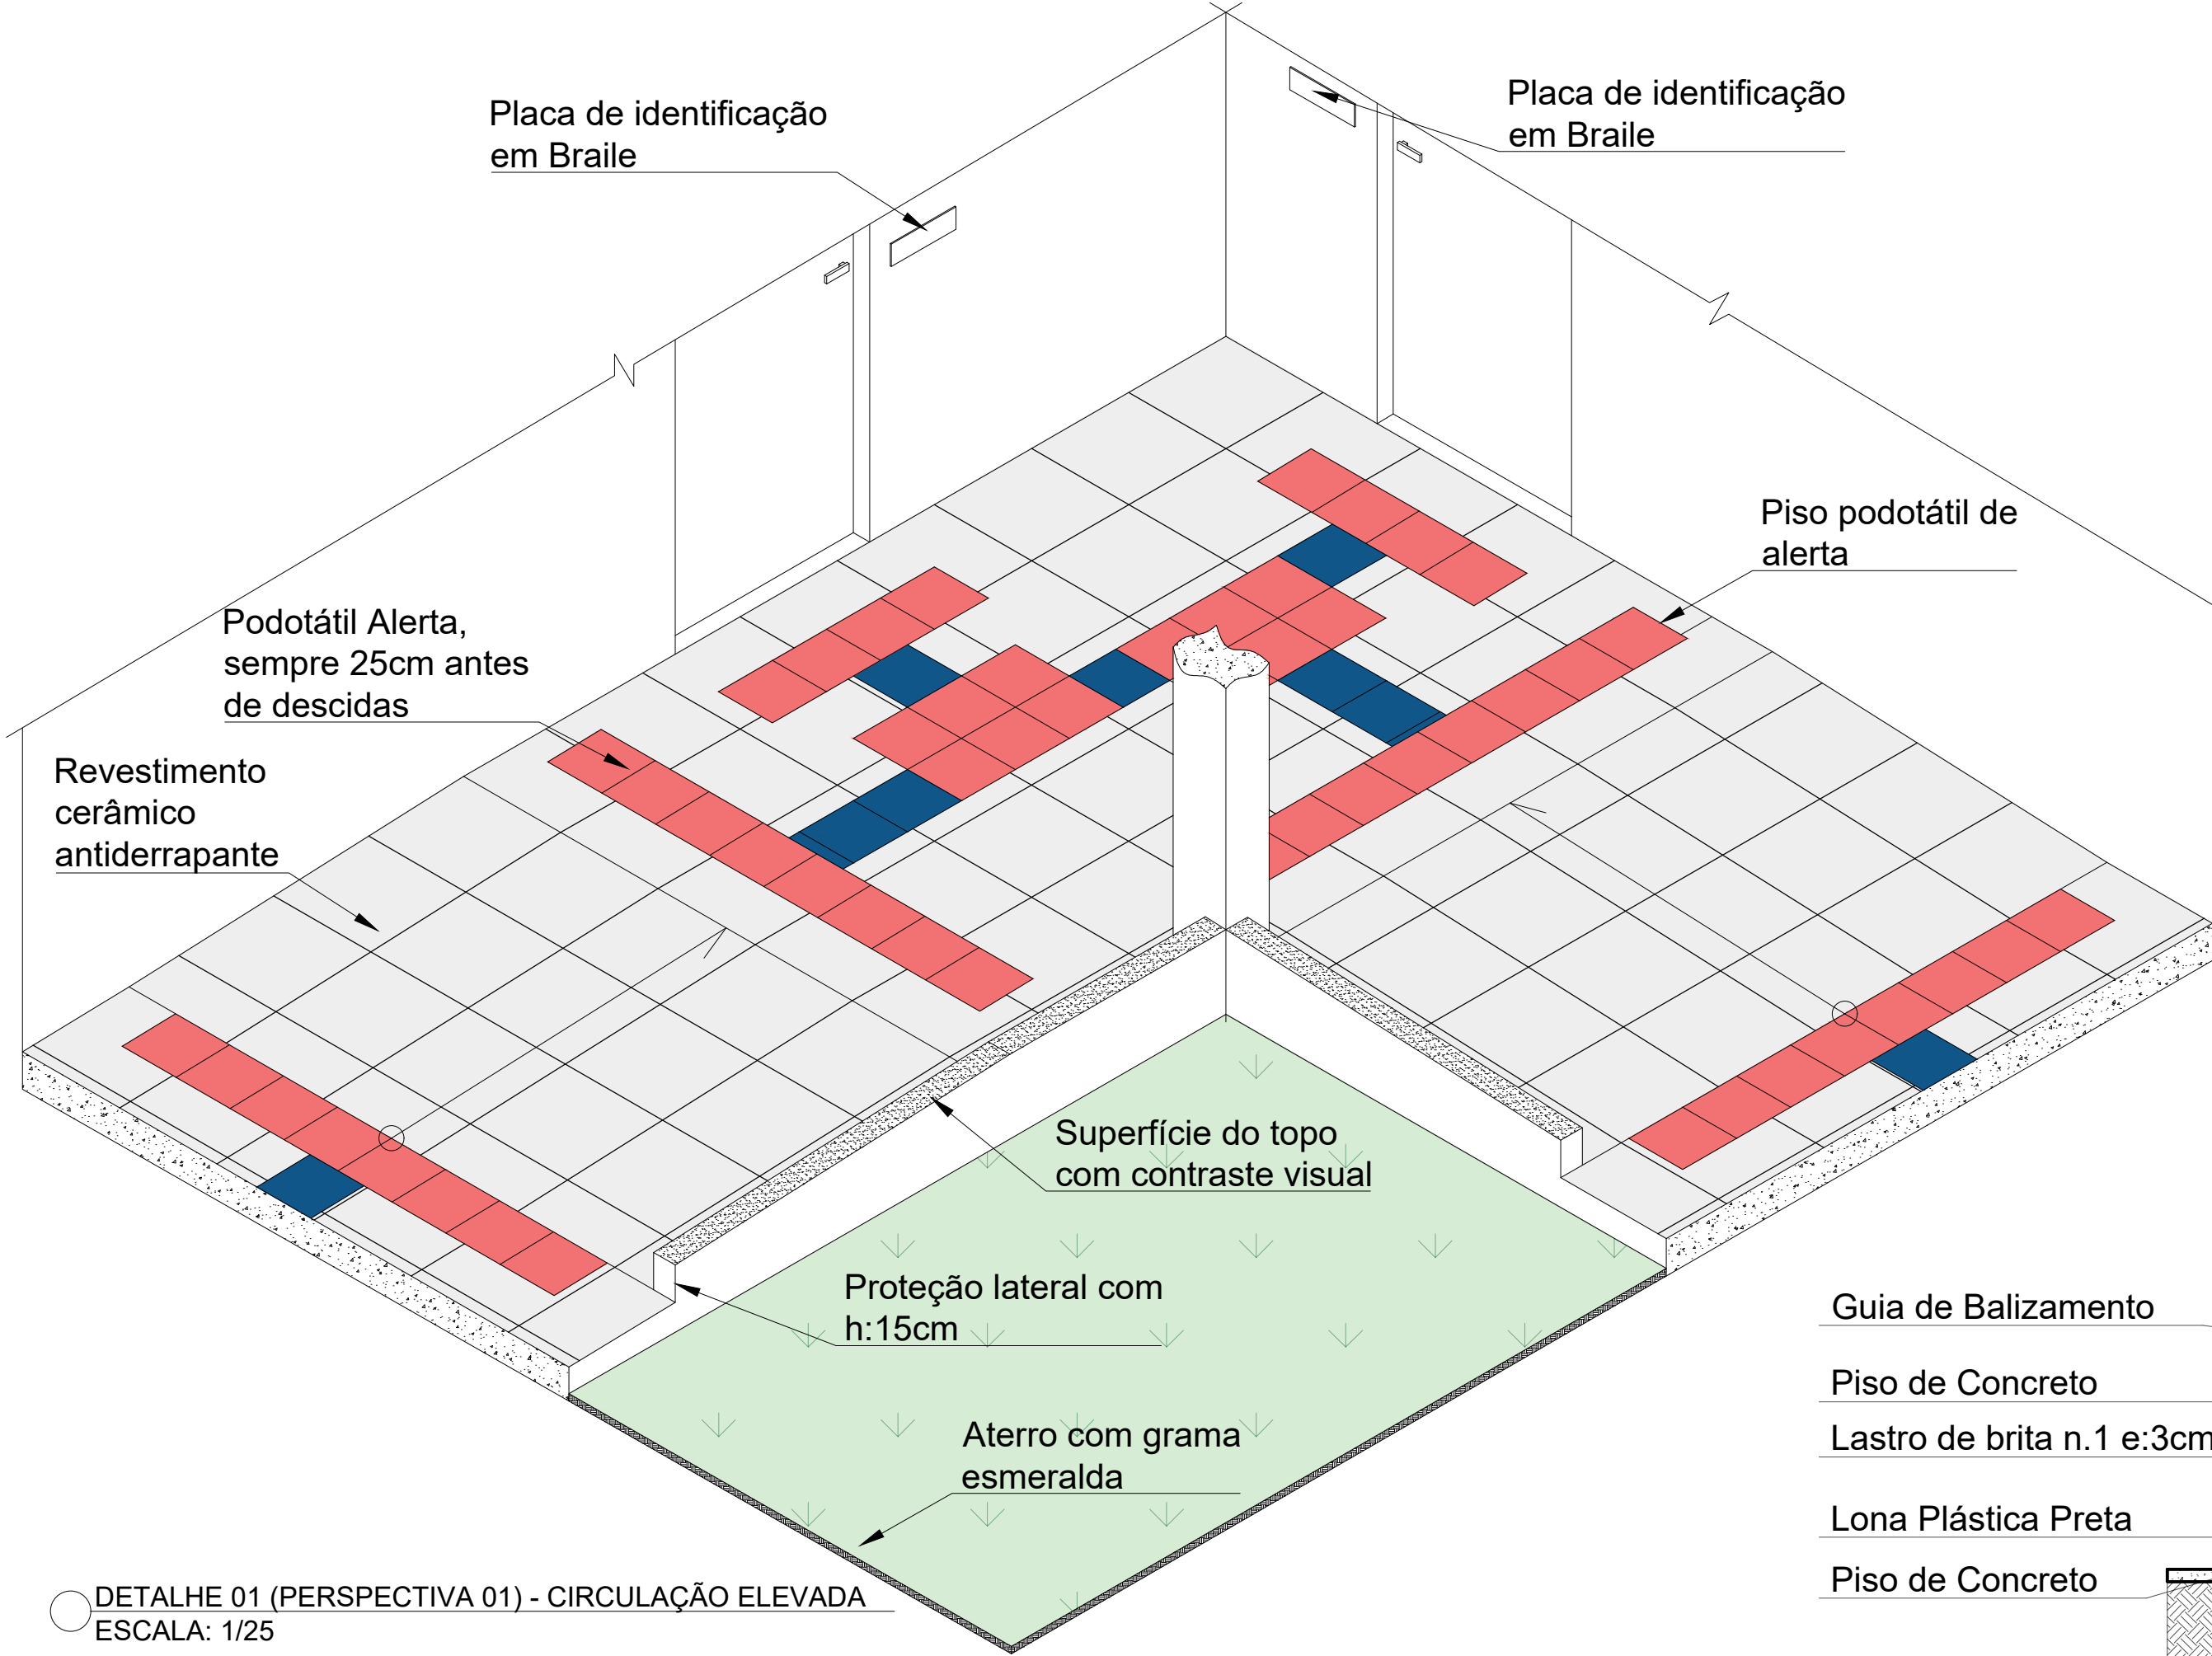 Placa de identificação
em Braile
Placa de identificação
em Braile
Piso podotátil de
alerta
Podotátil Alerta,
sempre 25cm antes
de descidas
Revestimento
cerâmico
antiderrapante
Superfície do topo
com contraste visual
Proteção lateral com
h:15cm
Aterro com grama
esmeralda
Guia de Balizamento
Piso de Concreto
Lastro de brita n.1 e:3cm
Lona Plástica Preta
Piso de Concreto
DETALHE 01 (PERSPECTIVA 01) - CIRCULAÇÃO ELEVADA
ESCALA: 1/25